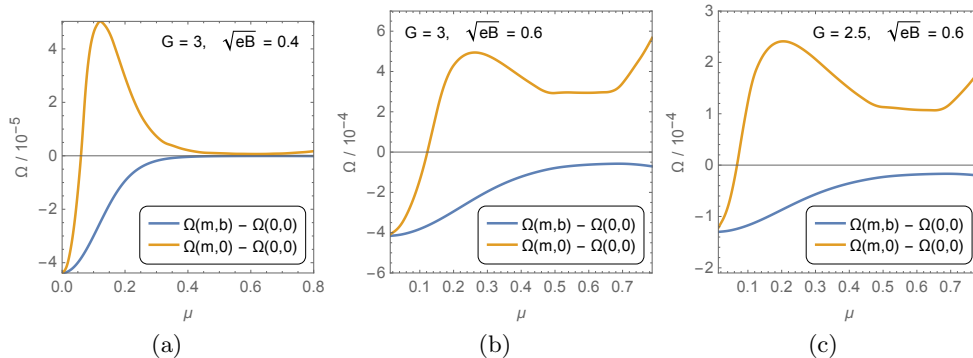 G = 3, √eB = 0.4
Ω / 10⁻⁵
4
2
0
−2
−4
Ω(m,b) − Ω(0,0)
Ω(m,0) − Ω(0,0)
0.0 0.2 0.4 0.6 0.8
μ
(a)
G = 3, √eB = 0.6
Ω / 10⁻⁴
6
4
2
0
−2
−4
−6
Ω(m,b) − Ω(0,0)
Ω(m,0) − Ω(0,0)
0.1 0.2 0.3 0.4 0.5 0.6 0.7
μ
(b)
G = 2.5, √eB = 0.6
Ω / 10⁻⁴
3
2
1
0
−1
−2
Ω(m,b) − Ω(0,0)
Ω(m,0) − Ω(0,0)
0.1 0.2 0.3 0.4 0.5 0.6 0.7
μ
(c)